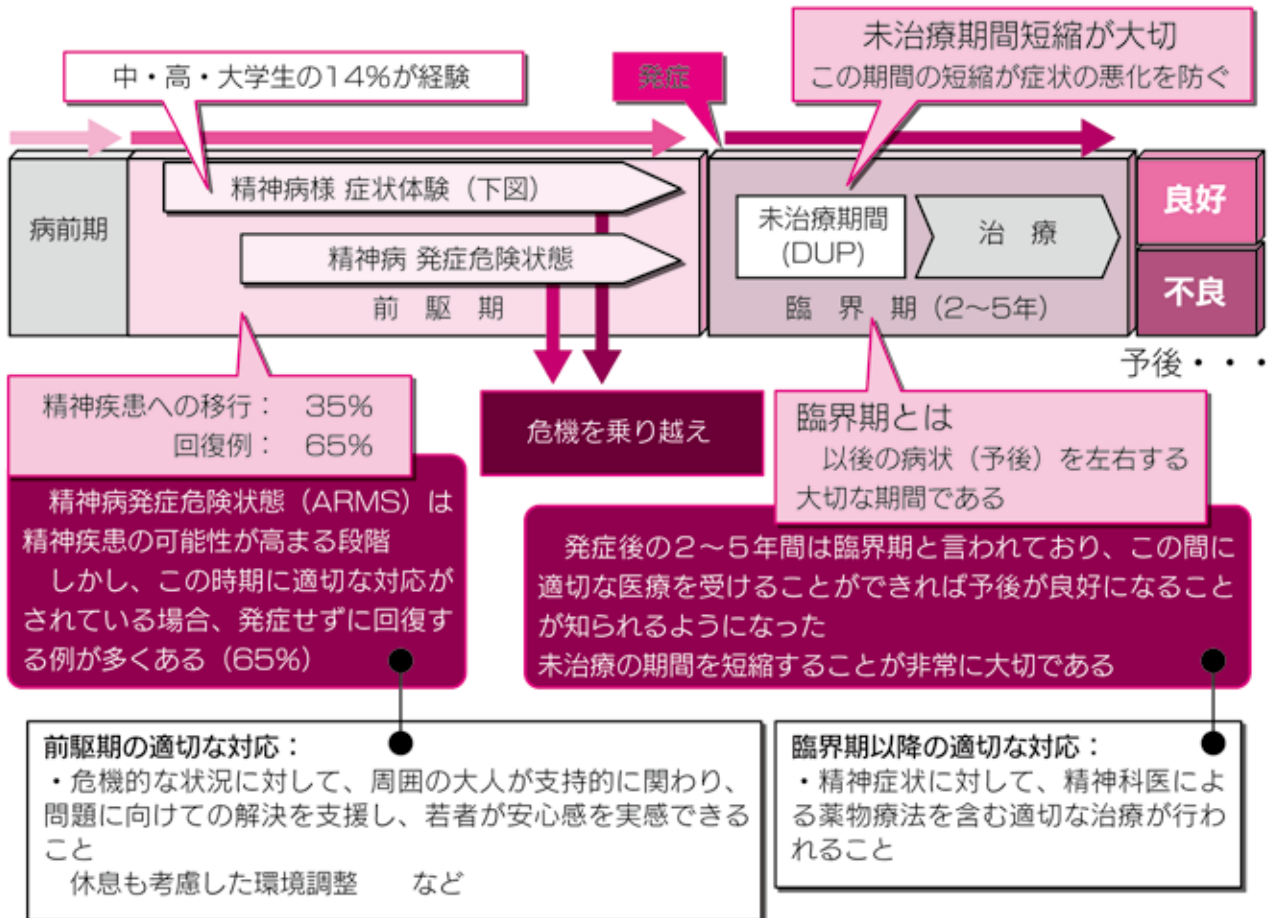 中・高・大学生の14%が経験
発症
未治療期間短縮が大切
この期間の短縮が症状の悪化を防ぐ
病前期
精神病様 症状体験（下図）
精神病 発症危険状態
前 駆 期
未治療期間
(DUP)
治 療
臨 界 期（2～5年）
良好
不良
予後・・・
精神疾患への移行： 35%
回復例： 65%
危機を乗り越え
臨界期とは
以後の病状（予後）を左右する
大切な期間である
精神病発症危険状態（ARMS）は
精神疾患の可能性が高まる段階
しかし、この時期に適切な対応が
されている場合、発症せずに回復す
る例が多くある（65%）
発症後の２～５年間は臨界期と言われており、この間に
適切な医療を受けることができれば予後が良好になること
が知られるようになった
未治療の期間を短縮することが非常に大切である
前駆期の適切な対応：
・危機的な状況に対して、周囲の大人が支持的に関わり、
問題に向けての解決を支援し、若者が安心感を実感できる
こと
休息も考慮した環境調整 など
臨界期以降の適切な対応：
・精神症状に対して、精神科医によ
る薬物療法を含む適切な治療が行わ
れること